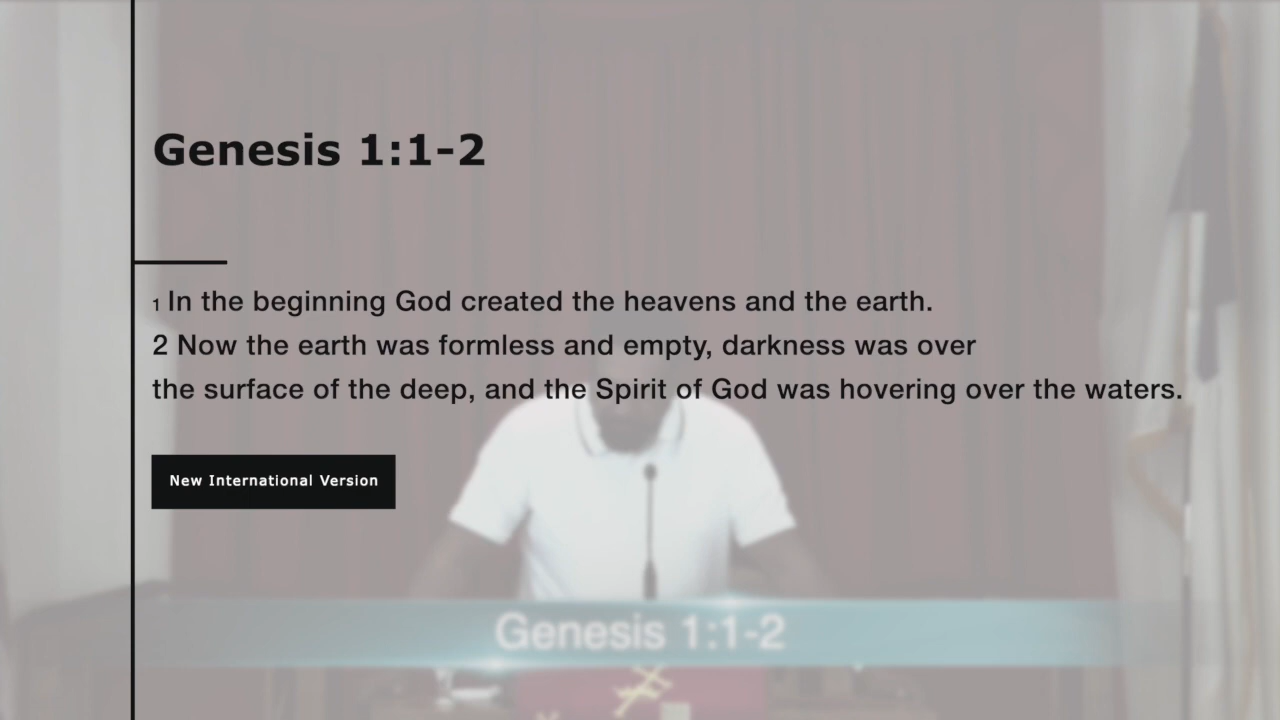 Genesis 1:1-2
1 In the beginning God created the heavens and the earth.
2 Now the earth was formless and empty, darkness was over
the surface of the deep, and the Spirit of God was hovering over the waters.
New International Version
Genesis 1:1-2